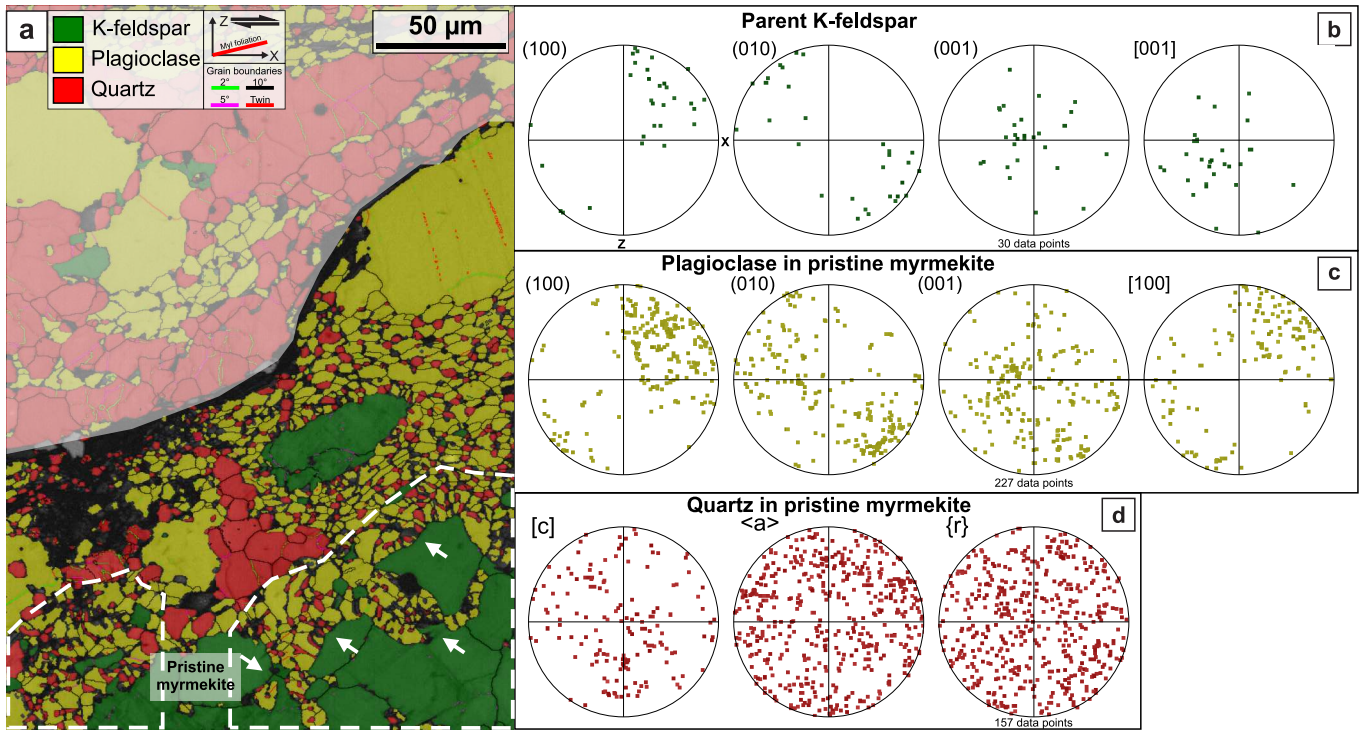 a
K-feldspar
Plagioclase
Quartz
Z
Myl foliation
X
Grain boundaries
2° 10°
5° Twin
50 µm
Pristine
myrmekite
Parent K-feldspar
b
(100) (010) (001) [001]
X
Z
30 data points
Plagioclase in pristine myrmekite
c
(100) (010) (001) [100]
227 data points
Quartz in pristine myrmekite
d
[c] <a> {r}
157 data points